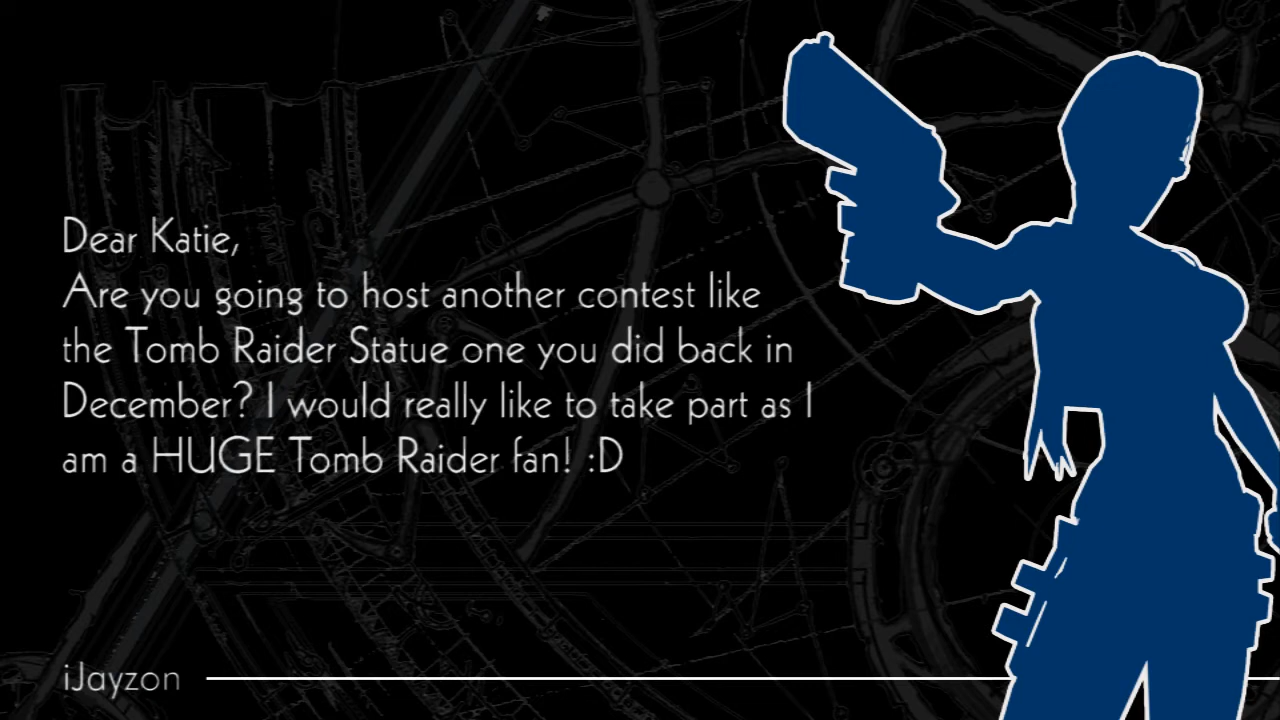 Dear Katie,
Are you going to host another contest like
the Tomb Raider Statue one you did back in
December? I would really like to take part as I
am a HUGE Tomb Raider fan! :D
iJayzon